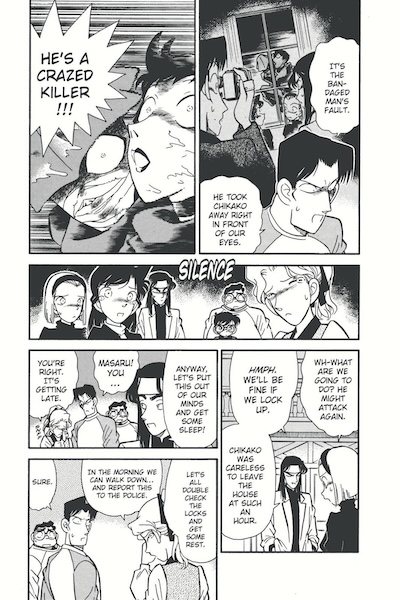 IT'S
THE
BAN-
DAGED
MAN'S
FAULT.
HE TOOK
CHIKAKO
AWAY RIGHT
IN FRONT
OF OUR
EYES.
HE'S A
CRAZED
KILLER
!!!
SILENCE
WH-WHAT
ARE WE
GOING TO
DO? HE
MIGHT
ATTACK
AGAIN.
HMPH.
WE'LL BE
FINE IF
WE LOCK
UP.
CHIKAKO
WAS
CARELESS
TO LEAVE
THE
HOUSE
AT SUCH
AN
HOUR.
ANYWAY,
LET'S PUT
THIS OUT
OF OUR
MINDS
AND GET
SOME
SLEEP!
MASARU!
YOU
...
YOU'RE
RIGHT.
IT'S
GETTING
LATE.
LET'S
ALL
DOUBLE
CHECK
THE
LOCKS
AND
GET
SOME
REST.
IN THE MORNING WE
CAN WALK DOWN...
AND REPORT THIS
TO THE POLICE.
SURE.